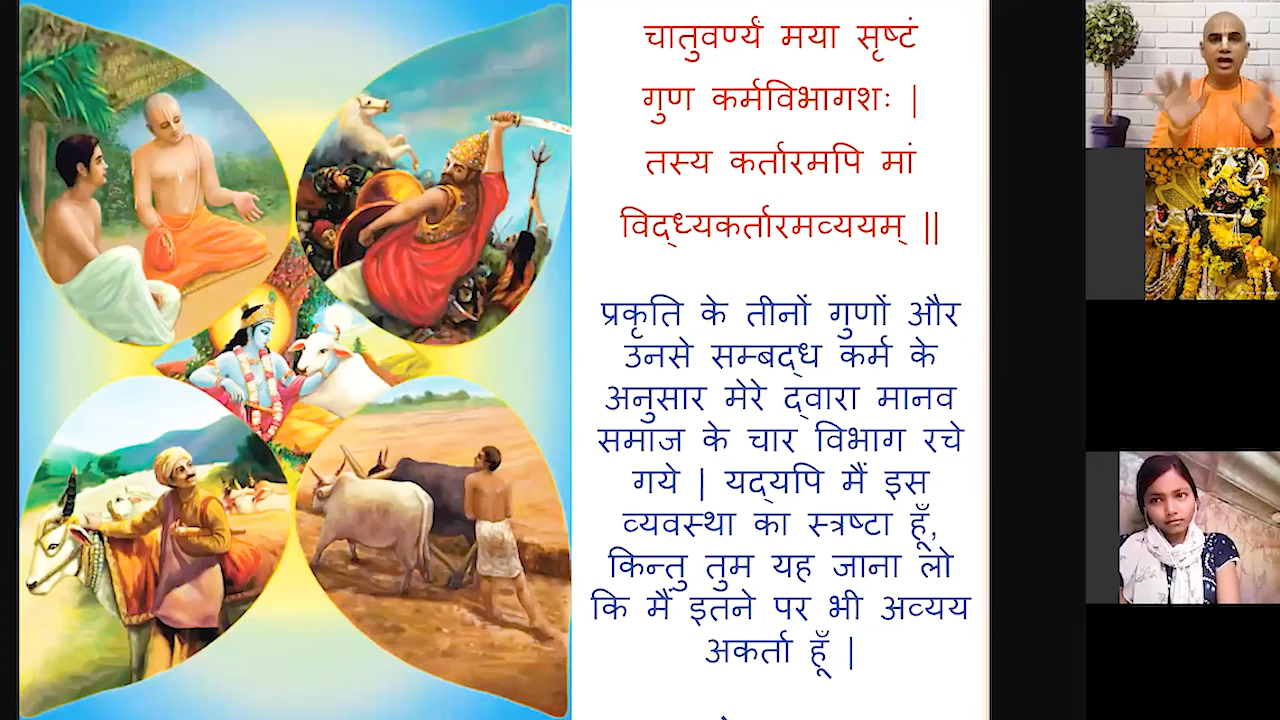 चातुवर्ण्यं मया सृष्टं
गुण कर्मविभागशः |
तस्य कर्तारमपि मां
विद्ध्यकर्तारमव्ययम् ||
प्रकृति के तीनों गुणों और
उनसे सम्बद्ध कर्म के
अनुसार मेरे द्वारा मानव
समाज के चार विभाग रचे
गये | यद्यपि मैं इस
व्यवस्था का स्त्रष्टा हूँ,
किन्तु तुम यह जाना लो
कि मैं इतने पर भी अव्यय
अकर्ता हूँ |